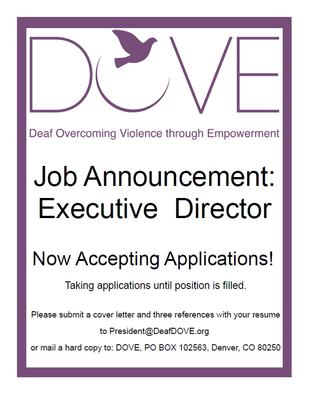 DOVE
Deaf Overcoming Violence through Empowerment
Job Announcement:
Executive Director
Now Accepting Applications!
Taking applications until position is filled.
Please submit a cover letter and three references with your resume
to President@DeafDOVE.org
or mail a hard copy to: DOVE, PO BOX 102563, Denver, CO 80250